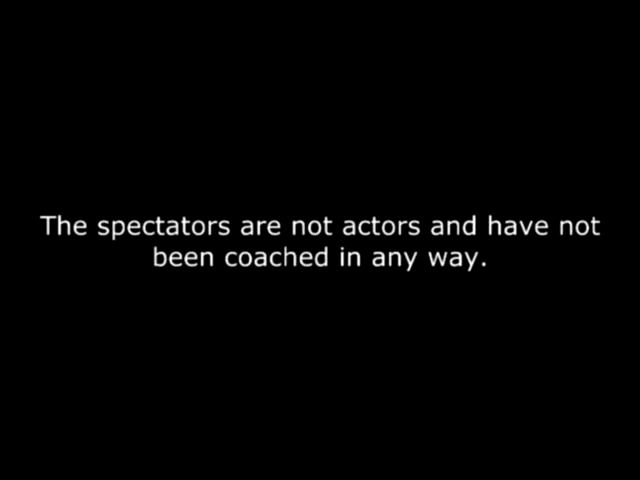 The spectators are not actors and have not
been coached in any way.